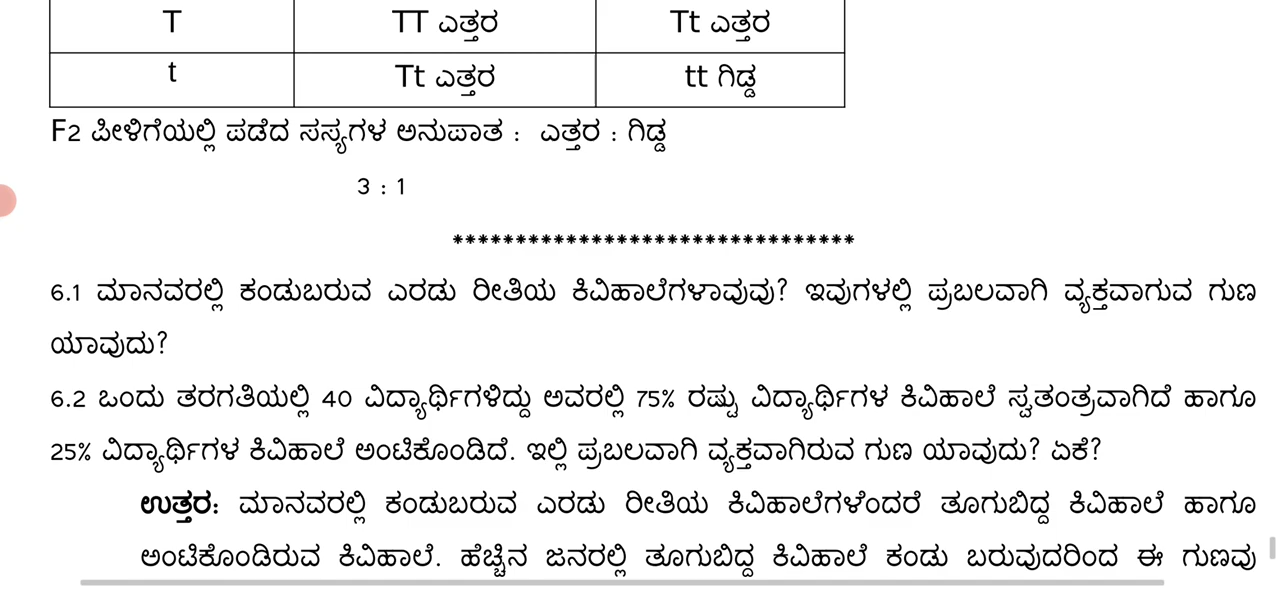 T TT ಎತ್ತರ Tt ಎತ್ತರ
t Tt ಎತ್ತರ tt ಗಿಡ್ಡ
F2 ಪೀಳಿಗೆಯಲ್ಲಿ ಪಡೆದ ಸಸ್ಯಗಳ ಅನುಪಾತ : ಎತ್ತರ : ಗಿಡ್ಡ
3 : 1
********************************
6.1 ಮಾನವರಲ್ಲಿ ಕಂಡುಬರುವ ಎರಡು ರೀತಿಯ ಕಿವಿಹಾಲೆಗಳಾವುವು? ಇವುಗಳಲ್ಲಿ ಪ್ರಬಲವಾಗಿ ವ್ಯಕ್ತವಾಗುವ ಗುಣ
ಯಾವುದು?
6.2 ಒಂದು ತರಗತಿಯಲ್ಲಿ 40 ವಿದ್ಯಾರ್ಥಿಗಳಿದ್ದು ಅವರಲ್ಲಿ 75% ರಷ್ಟು ವಿದ್ಯಾರ್ಥಿಗಳ ಕಿವಿಹಾಲೆ ಸ್ವತಂತ್ರವಾಗಿದೆ ಹಾಗೂ
25% ವಿದ್ಯಾರ್ಥಿಗಳ ಕಿವಿಹಾಲೆ ಅಂಟಿಕೊಂಡಿದೆ. ಇಲ್ಲಿ ಪ್ರಬಲವಾಗಿ ವ್ಯಕ್ತವಾಗಿರುವ ಗುಣ ಯಾವುದು? ಏಕೆ?
ಉತ್ತರ: ಮಾನವರಲ್ಲಿ ಕಂಡುಬರುವ ಎರಡು ರೀತಿಯ ಕಿವಿಹಾಲೆಗಳೆಂದರೆ ತೂಗುಬಿದ್ದ ಕಿವಿಹಾಲೆ ಹಾಗೂ
ಅಂಟಿಕೊಂಡಿರುವ ಕಿವಿಹಾಲೆ. ಹೆಚ್ಚಿನ ಜನರಲ್ಲಿ ತೂಗುಬಿದ್ದ ಕಿವಿಹಾಲೆ ಕಂಡು ಬರುವುದರಿಂದ ಈ ಗುಣವು